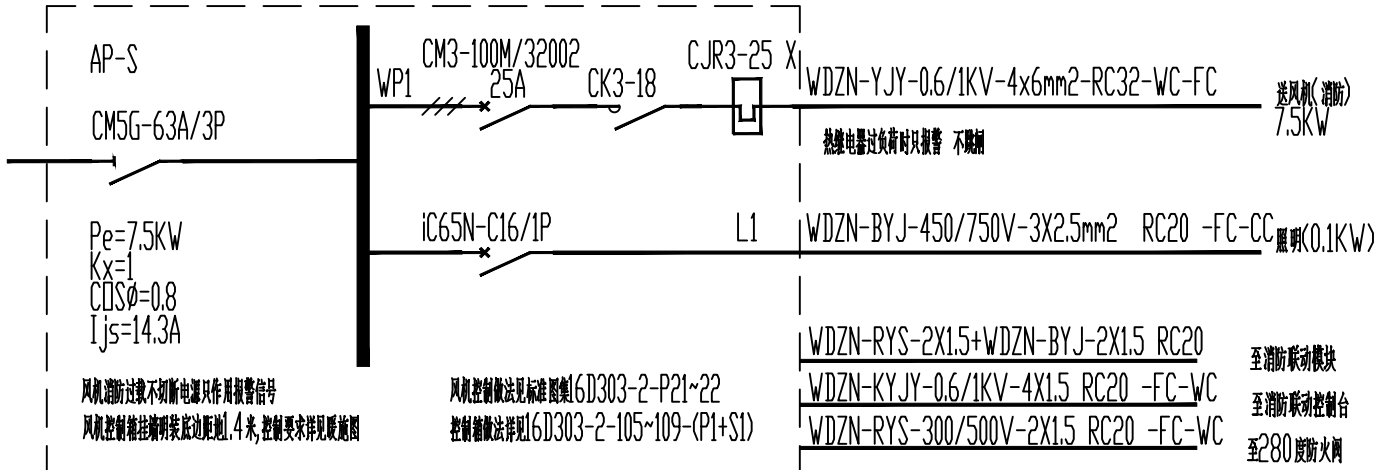 AP-S
CM5G-63A/3P
Pe=7.5KW
Kx=1
COSø=0.8
Ijs=14.3A
风机消防过载不切断电源只作用报警信号
风机控制箱挂墙明装底边距地1.4米,控制要求详见暖施图
WP1
CM3-100M/32002
25A
CK3-18
CJR3-25 X
WDZN-YJY-0.6/1KV-4x6mm2-RC32-WC-FC
送风机(消防)
7.5KW
热继电器过负荷时只报警 不跳闸
iC65N-C16/1P
L1
WDZN-BYJ-450/750V-3X2.5mm2 RC20 -FC-CC
照明(0.1KW)
风机控制做法见标准图集16D303-2-P21~22
控制箱做法详见16D303-2-105~109-(P1+S1)
WDZN-RYS-2X1.5+WDZN-BYJ-2X1.5 RC20
至消防联动模块
WDZN-KYJY-0.6/1KV-4X1.5 RC20 -FC-WC
至消防联动控制台
WDZN-RYS-300/500V-2X1.5 RC20 -FC-WC
至280度防火阀